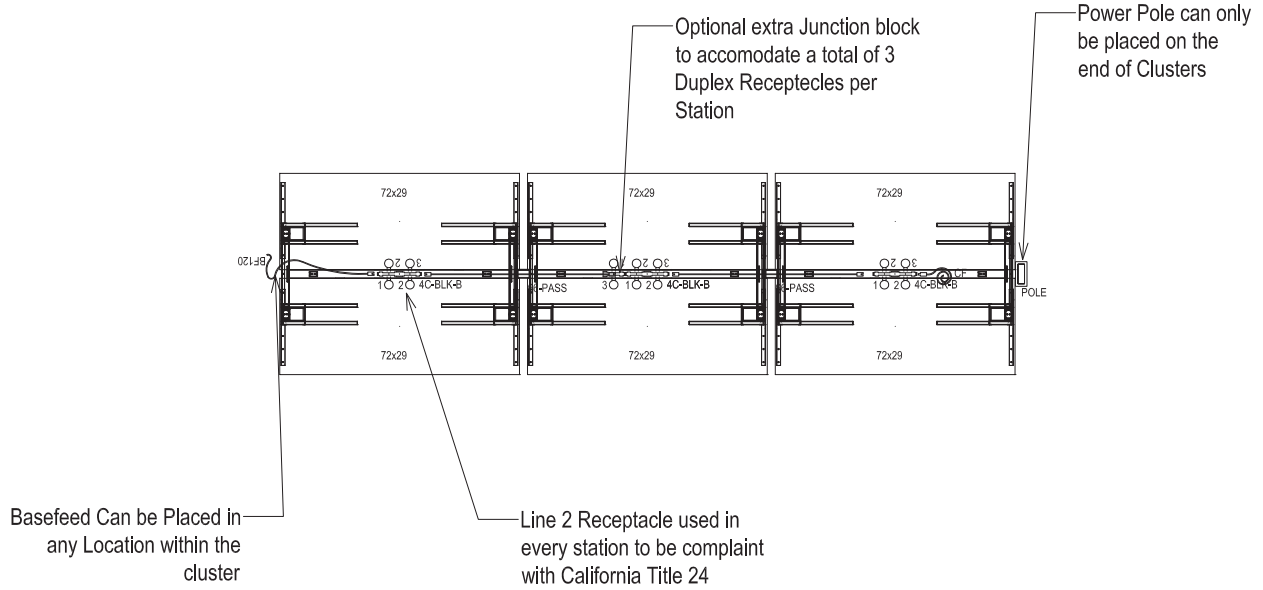 Optional extra Junction block
to accomodate a total of 3
Duplex Receptecles per
Station
Power Pole can only
be placed on the
end of Clusters
72x29
72x29
72x29
BF120
2 3
1 2 4C-BLK-B
-PASS
2 3
3 1 2 4C-BLK-B
-PASS
2 3
1 2 4C-BLK-B
CF
POLE
72x29
72x29
72x29
Basefeed Can be Placed in
any Location within the
cluster
Line 2 Receptacle used in
every station to be complaint
with California Title 24